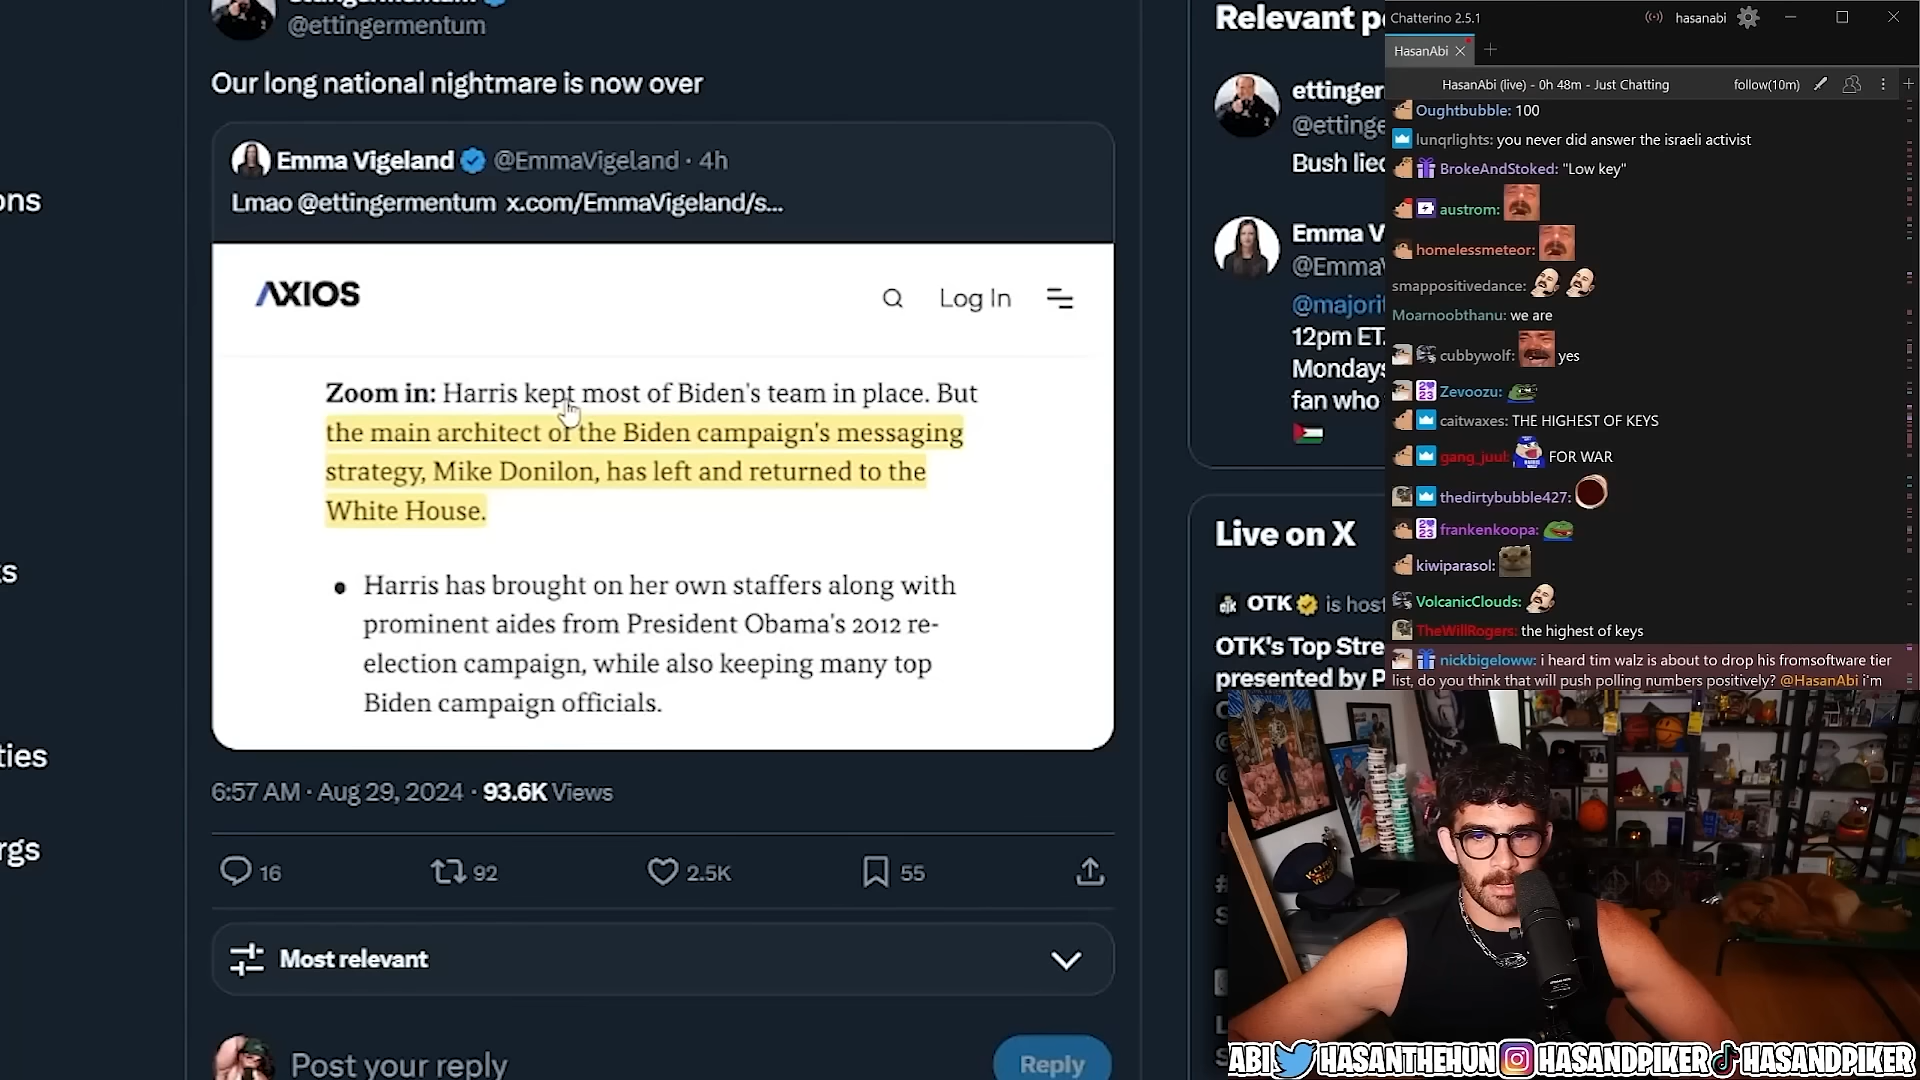 @ettingermentum
Our long national nightmare is now over
Emma Vigeland @EmmaVigeland · 4h
Lmao @ettingermentum x.com/EmmaVigeland/s...
AXIOS
Log In
Zoom in: Harris kept most of Biden's team in place. But
the main architect of the Biden campaign's messaging
strategy, Mike Donilon, has left and returned to the
White House.
• Harris has brought on her own staffers along with
prominent aides from President Obama's 2012 re-
election campaign, while also keeping many top
Biden campaign officials.
6:57 AM · Aug 29, 2024 · 93.6K Views
16
92
2.5K
55
Most relevant
Post your reply
Reply
ons
ts
ties
rgs
Relevant pe
ettinger
@ettinge
Bush lied
Emma V
@EmmaV
@majorit
12pm ET.
Mondays
fan who
Live on X
OTK is host
OTK's Top Stre
presented by P
Chatterino 2.5.1
hasanabi
HasanAbi
HasanAbi (live) - 0h 48m - Just Chatting
follow(10m)
Oughtbubble: 100
lunqrlights: you never did answer the israeli activist
BrokeAndStoked: "Low key"
austrom:
homelessmeteor:
smappositivedance:
Moarnoobthanu: we are
cubbywolf: yes
Zevoozu:
caitwaxes: THE HIGHEST OF KEYS
gang_juul: FOR WAR
thedirtybubble427:
frankenkoopa:
kiwiparasol:
VolcanicClouds:
TheWillRogers: the highest of keys
nickbigeloww: i heard tim walz is about to drop his fromsoftware tier
list, do you think that will push polling numbers positively? @HasanAbi i'm
ABI HASANTHEHUN HASANDPIKER HASANDPIKER